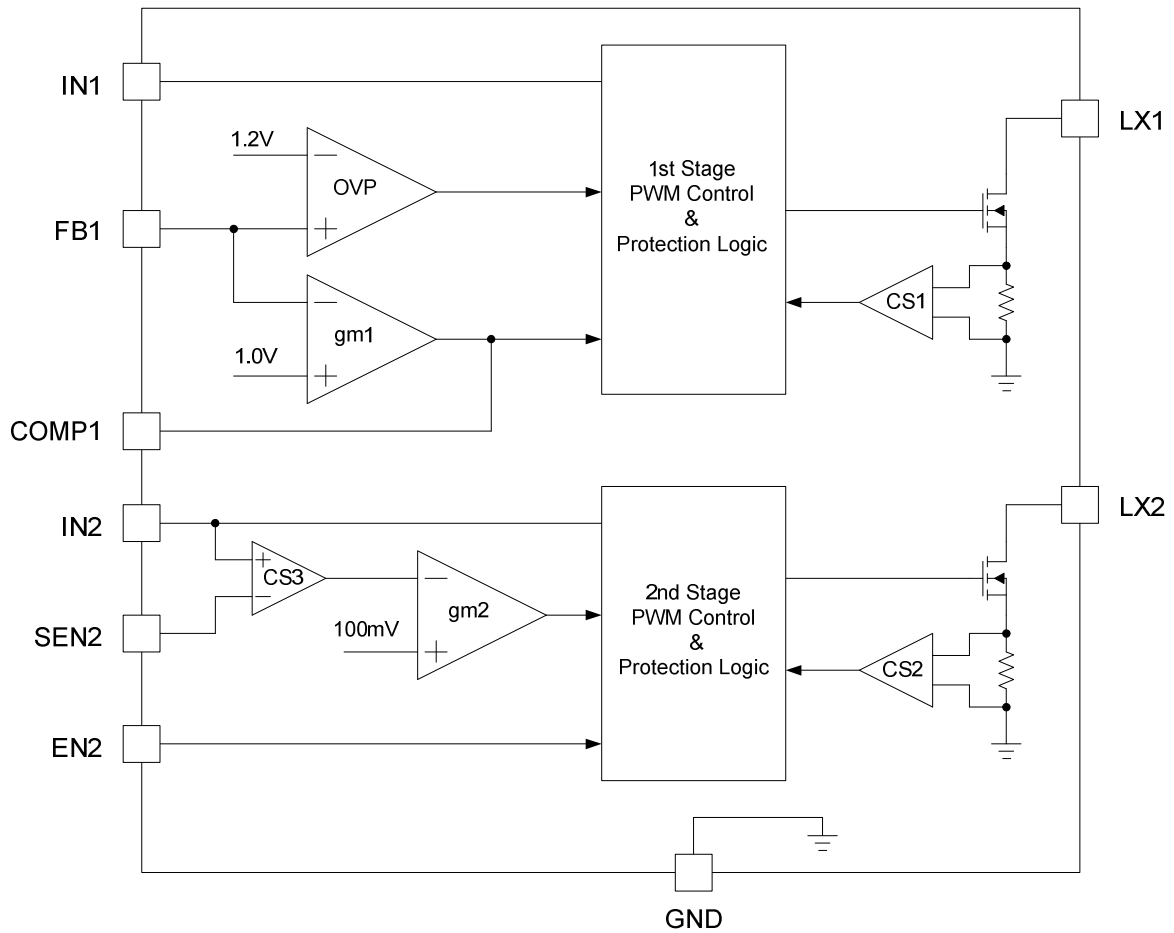 IN1
LX1
1.2V
OVP
FB1
1st Stage
PWM Control
&
Protection Logic
gm1
CS1
1.0V
COMP1
IN2
LX2
CS3
SEN2
100mV
gm2
2nd Stage
PWM Control
&
Protection Logic
CS2
EN2
GND